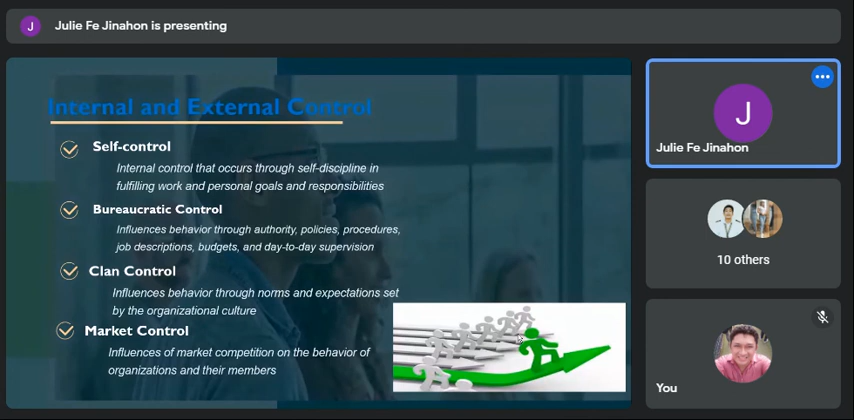 J
Julie Fe Jinahon is presenting
Internal and External Control
Self-control
Internal control that occurs through self-discipline in
fulfilling work and personal goals and responsibilities
Bureaucratic Control
Influences behavior through authority, policies, procedures,
job descriptions, budgets, and day-to-day supervision
Clan Control
Influences behavior through norms and expectations set
by the organizational culture
Market Control
Influences of market competition on the behavior of
organizations and their members
J
Julie Fe Jinahon
10 others
You